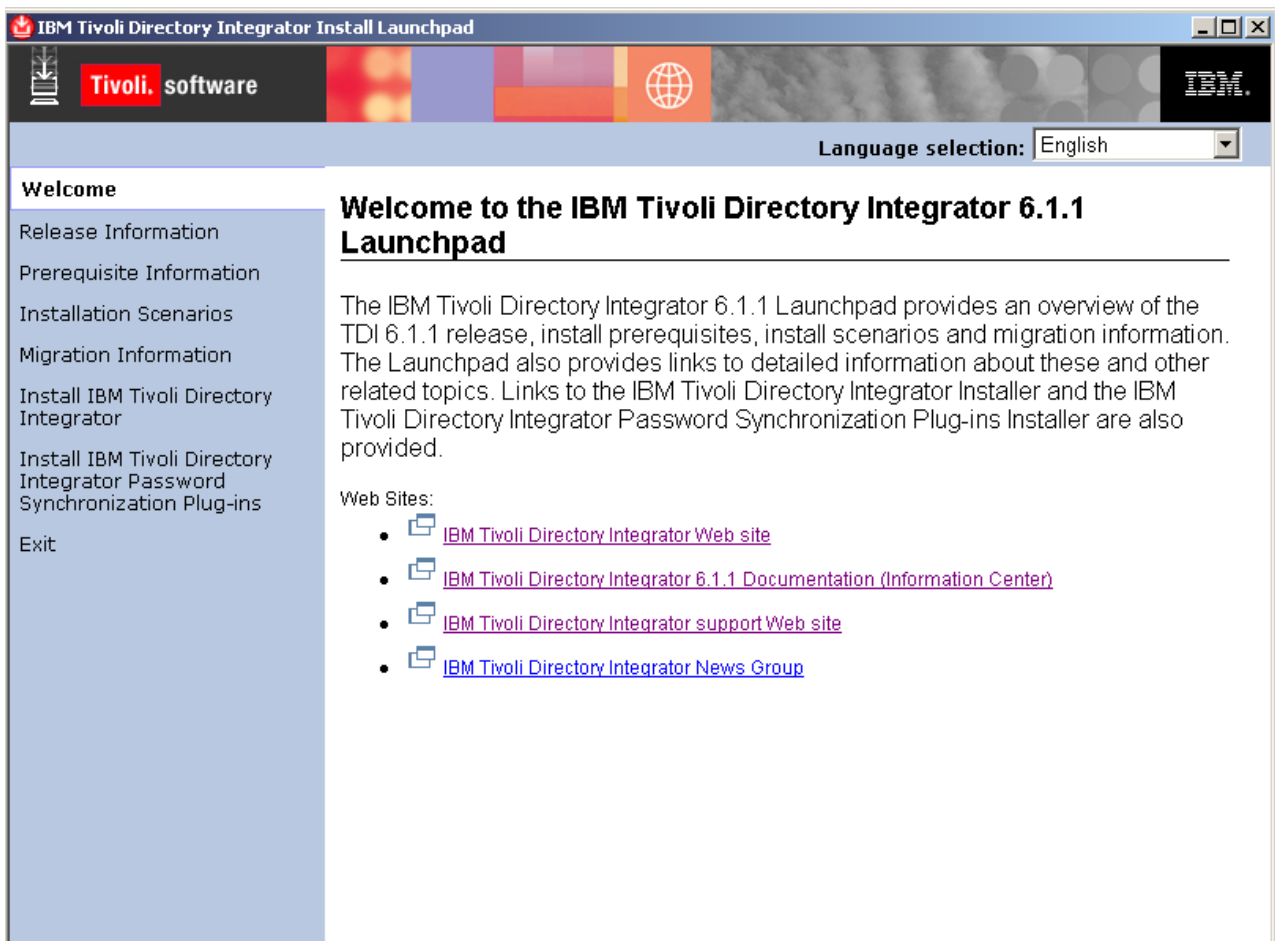 IBM Tivoli Directory Integrator Install Launchpad
Tivoli. software
IBM.
Language selection: English
Welcome
Release Information
Prerequisite Information
Installation Scenarios
Migration Information
Install IBM Tivoli Directory
Integrator
Install IBM Tivoli Directory
Integrator Password
Synchronization Plug-ins
Exit
Welcome to the IBM Tivoli Directory Integrator 6.1.1
Launchpad
The IBM Tivoli Directory Integrator 6.1.1 Launchpad provides an overview of the
TDI 6.1.1 release, install prerequisites, install scenarios and migration information.
The Launchpad also provides links to detailed information about these and other
related topics. Links to the IBM Tivoli Directory Integrator Installer and the IBM
Tivoli Directory Integrator Password Synchronization Plug-ins Installer are also
provided.
Web Sites:
IBM Tivoli Directory Integrator Web site
IBM Tivoli Directory Integrator 6.1.1 Documentation (Information Center)
IBM Tivoli Directory Integrator support Web site
IBM Tivoli Directory Integrator News Group